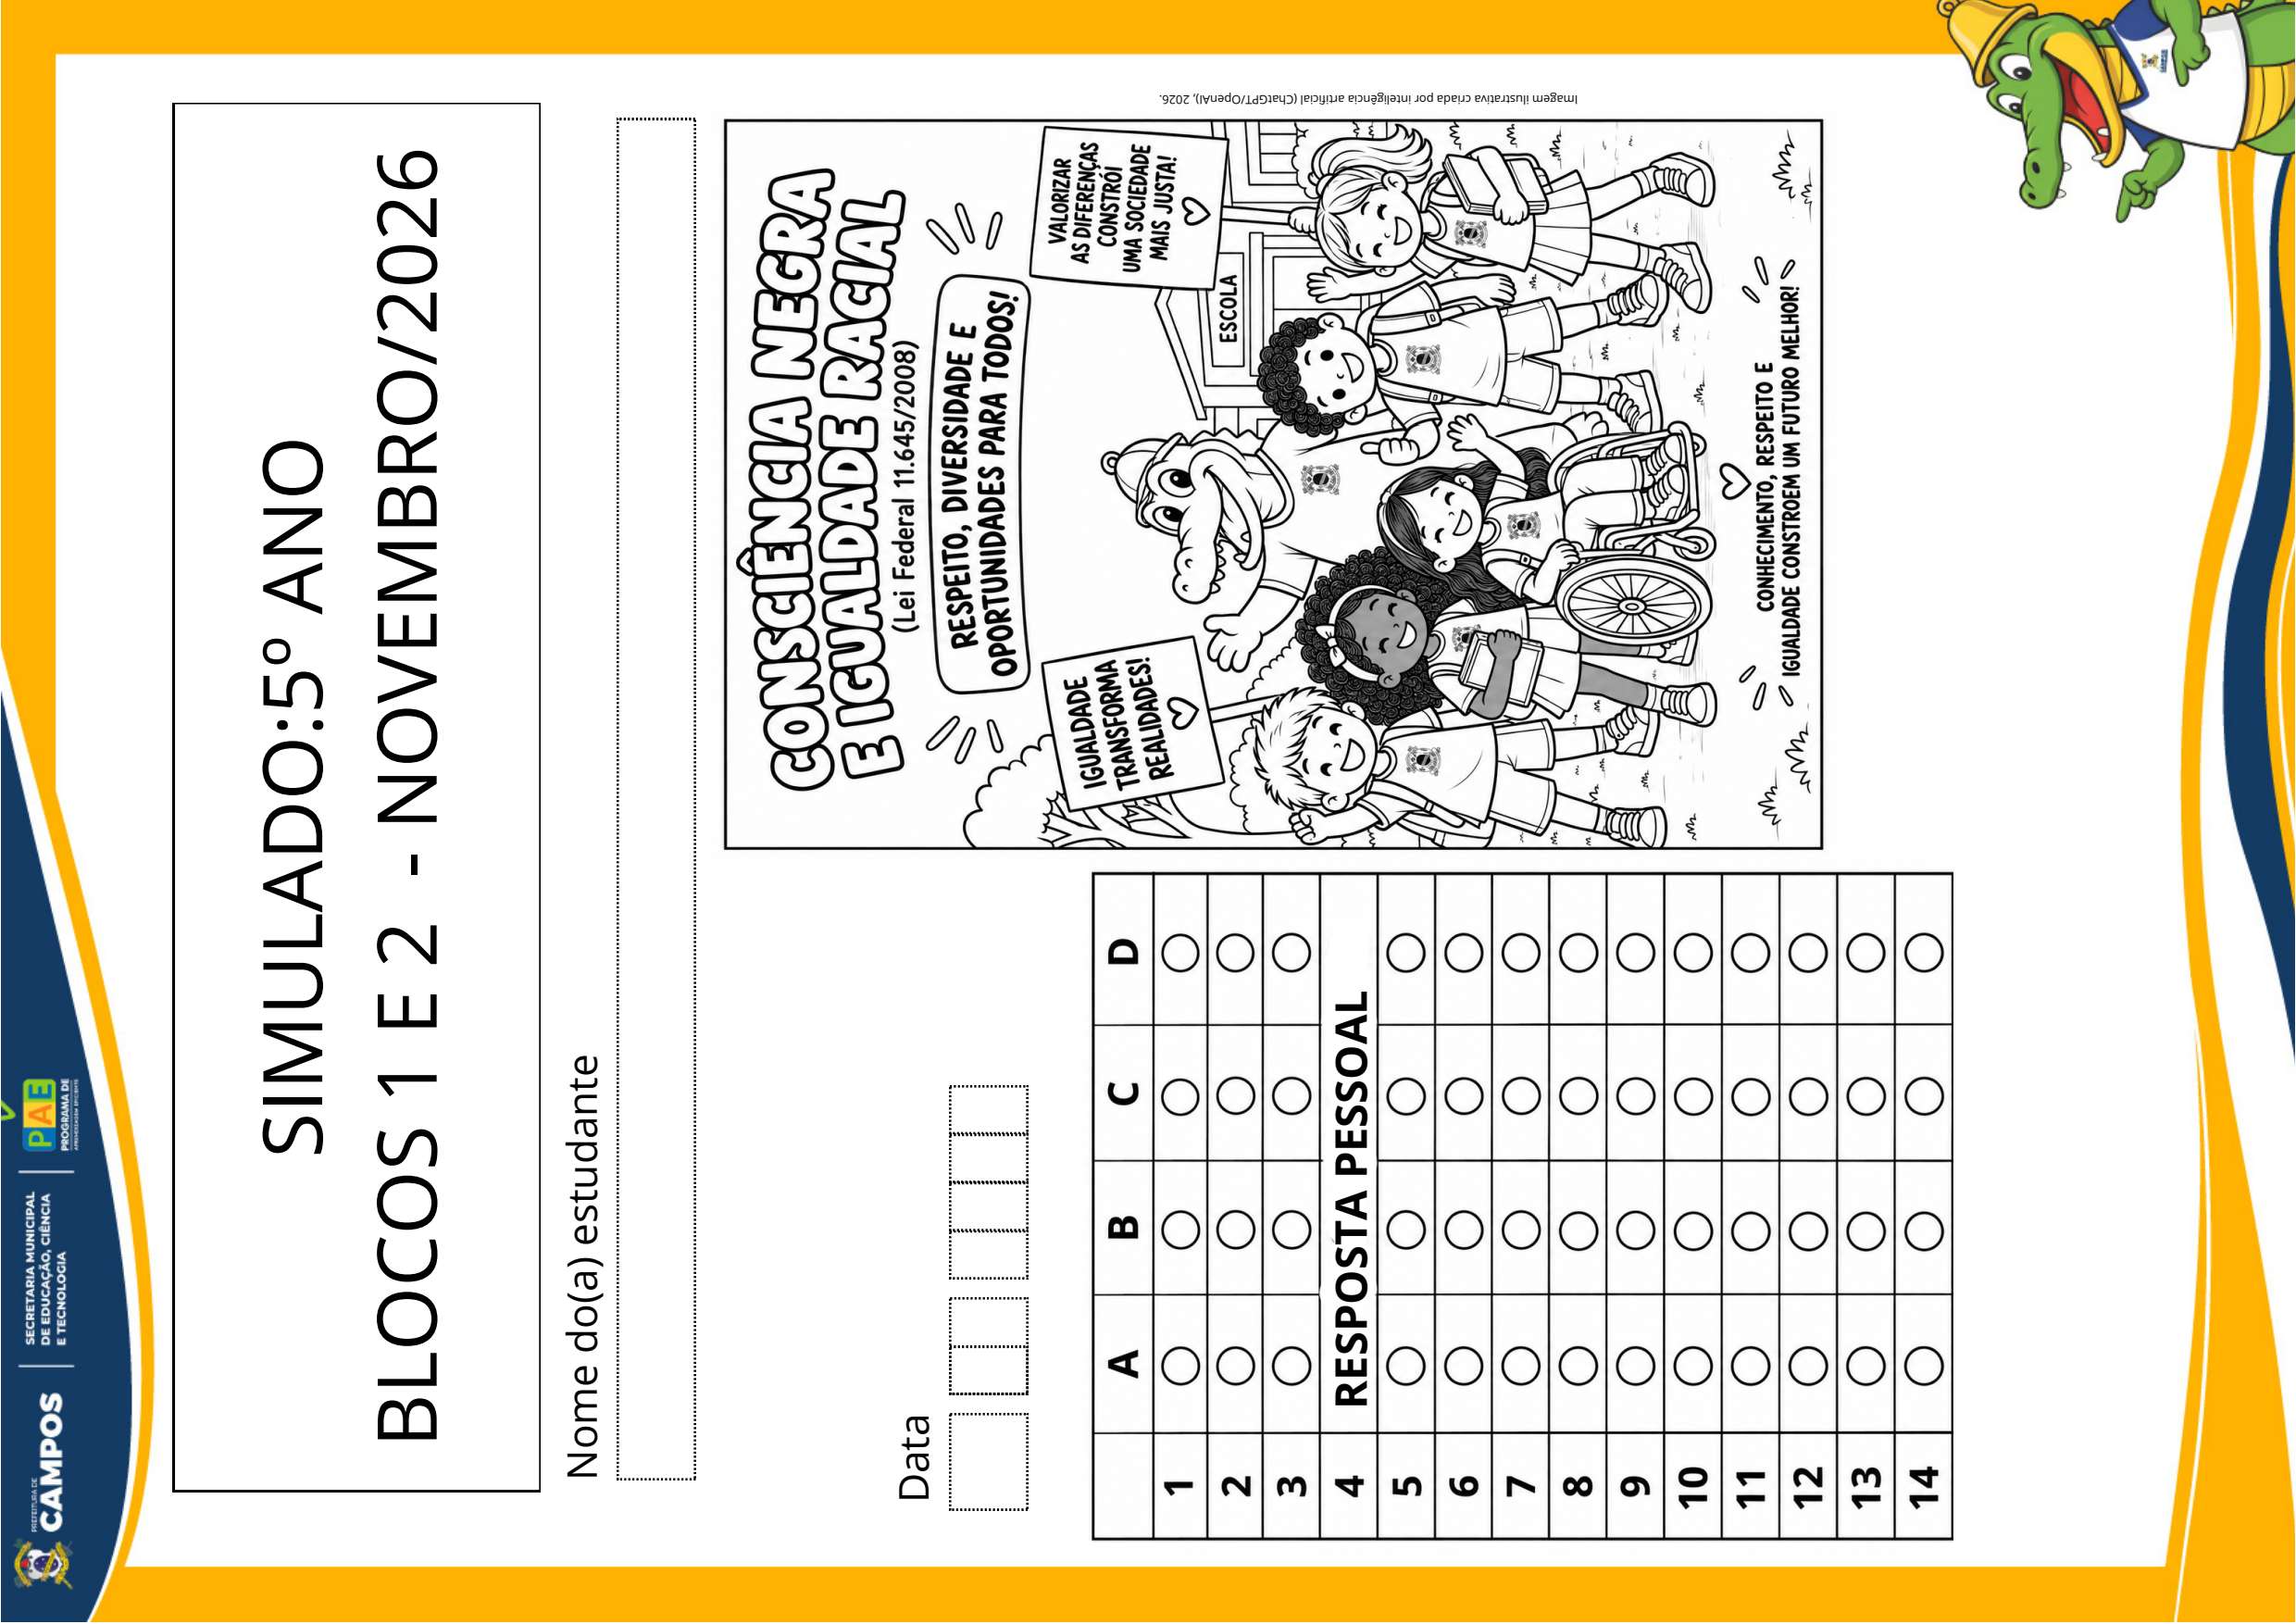 PREFEITURA DE
CAMPOS
SECRETARIA MUNICIPAL
DE EDUCAÇÃO, CIÊNCIA
E TECNOLOGIA
PAE
PROGRAMA DE
APRENDIZAGEM EFICIENTE
SIMULADO:5º ANO
BLOCOS 1 E 2 - NOVEMBRO/2026
Nome do(a) estudante
Data
A B C D
1
2
3
4 RESPOSTA PESSOAL
5
6
7
8
9
10
11
12
13
14
CONSCIÊNCIA NEGRA
E IGUALDADE RACIAL
(Lei Federal 11.645/2008)
RESPEITO, DIVERSIDADE E
OPORTUNIDADES PARA TODOS!
IGUALDADE
TRANSFORMA
REALIDADES!
VALORIZAR
AS DIFERENÇAS
CONSTRÓI
UMA SOCIEDADE
MAIS JUSTA!
ESCOLA
CONHECIMENTO, RESPEITO E
IGUALDADE CONSTROEM UM FUTURO MELHOR!
Imagem ilustrativa criada por inteligência artificial (ChatGPT/OpenAI), 2026.